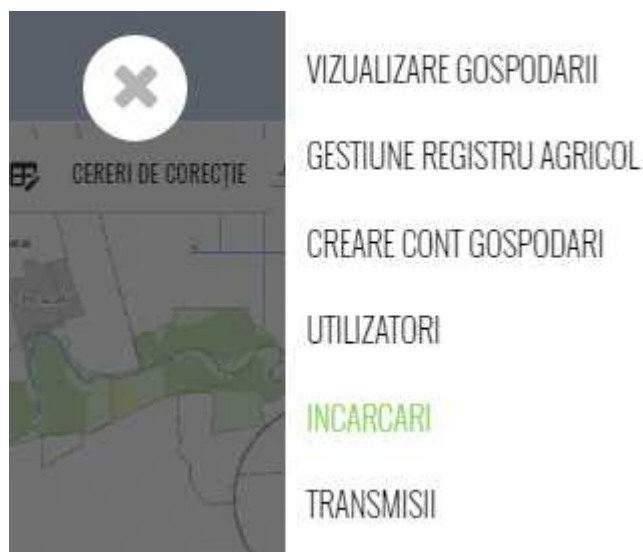 VIZUALIZARE GOSPODARII
CERERI DE CORECȚIE
GESTIUNE REGISTRU AGRICOL
CREARE CONT GOSPODARI
UTILIZATORI
INCARCARI
TRANSMISII